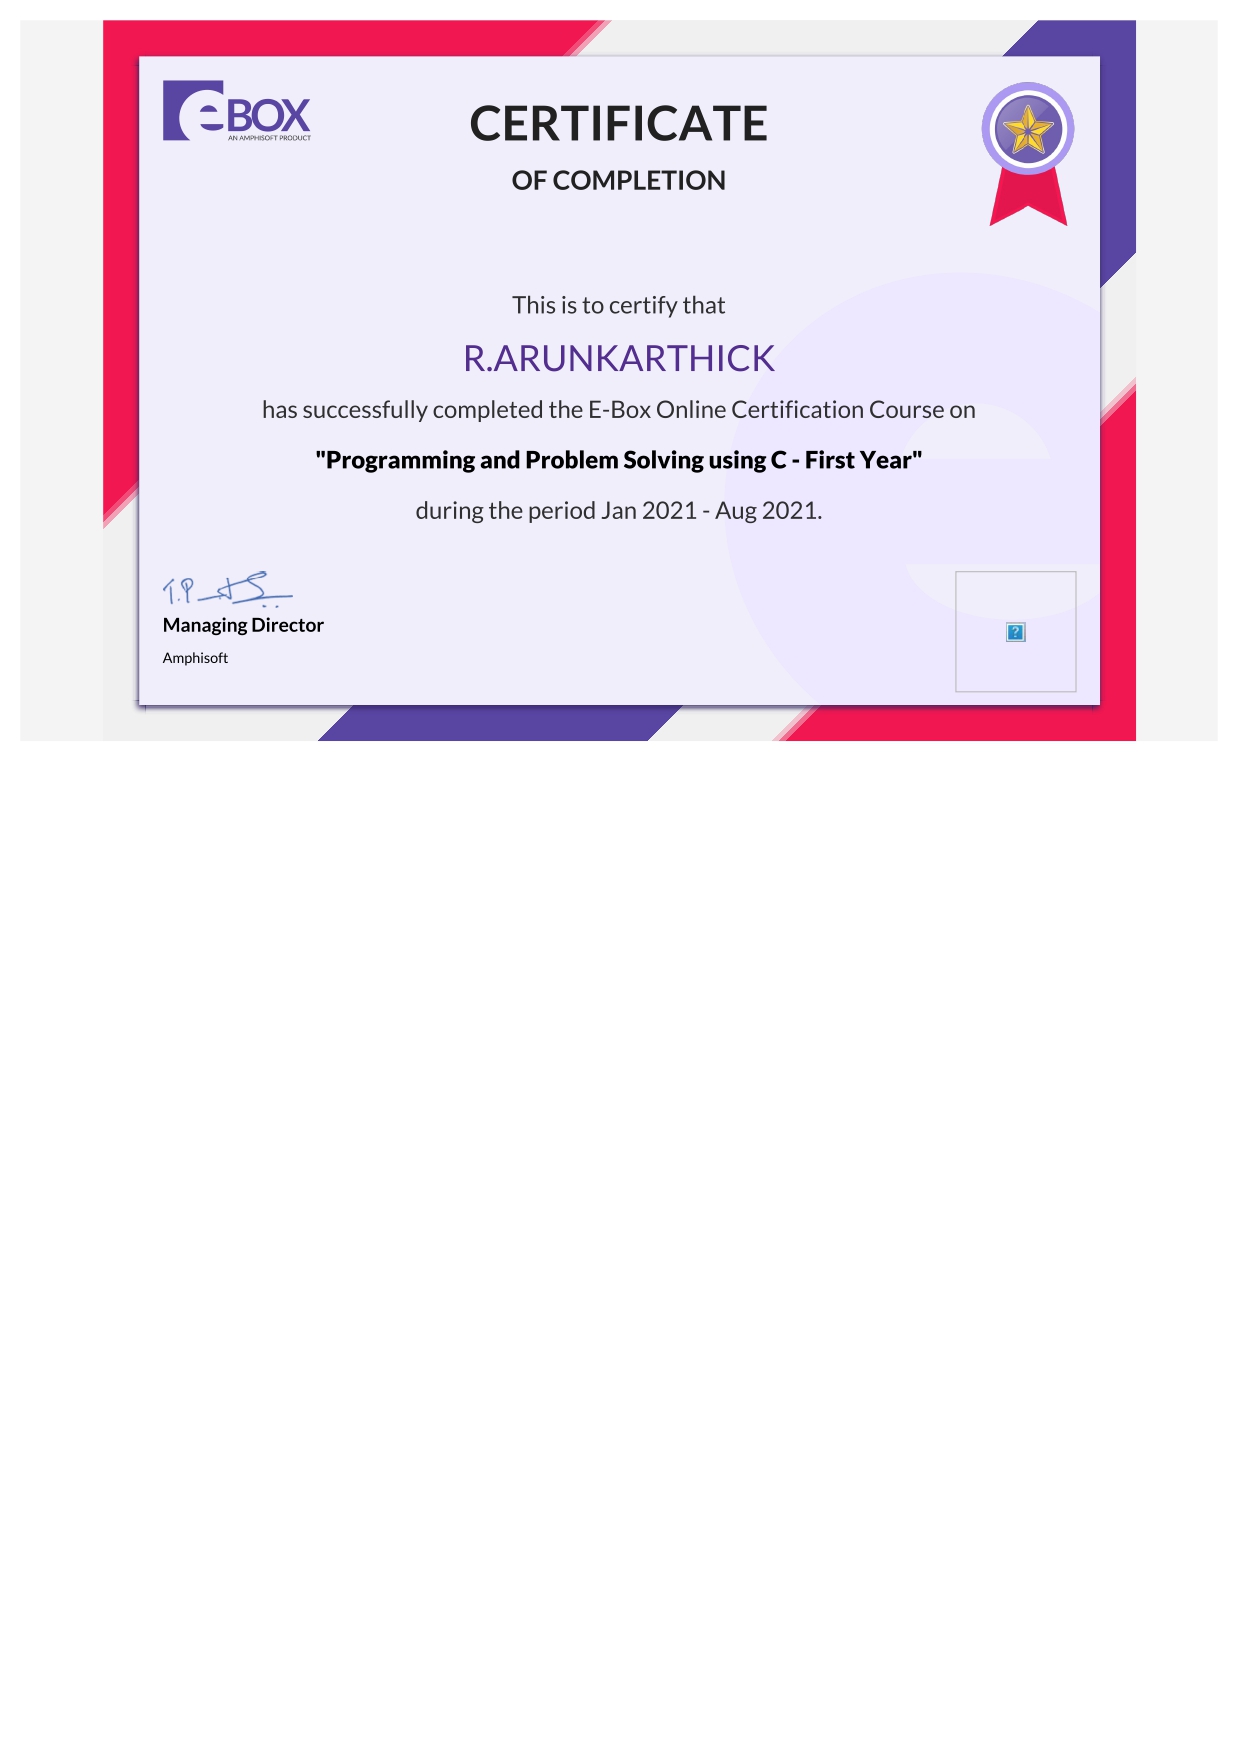 eBOX
AN AMPHISOFT PRODUCT
CERTIFICATE
OF COMPLETION
This is to certify that
R.ARUNKARTHICK
has successfully completed the E-Box Online Certification Course on
"Programming and Problem Solving using C - First Year"
during the period Jan 2021 - Aug 2021.
T.P
Managing Director
Amphisoft
?